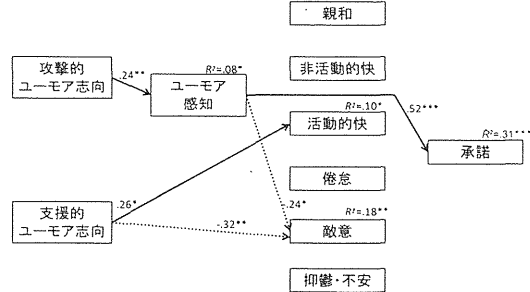 親和
攻撃的
ユーモア志向
.24**
R²=.08*
ユーモア
感知
非活動的快
R²=.10*
活動的快
.52***
R²=.31***
承諾
倦怠
支援的
ユーモア志向
.26*
-.32**
-.24*
R²=.18**
敵意
抑鬱・不安